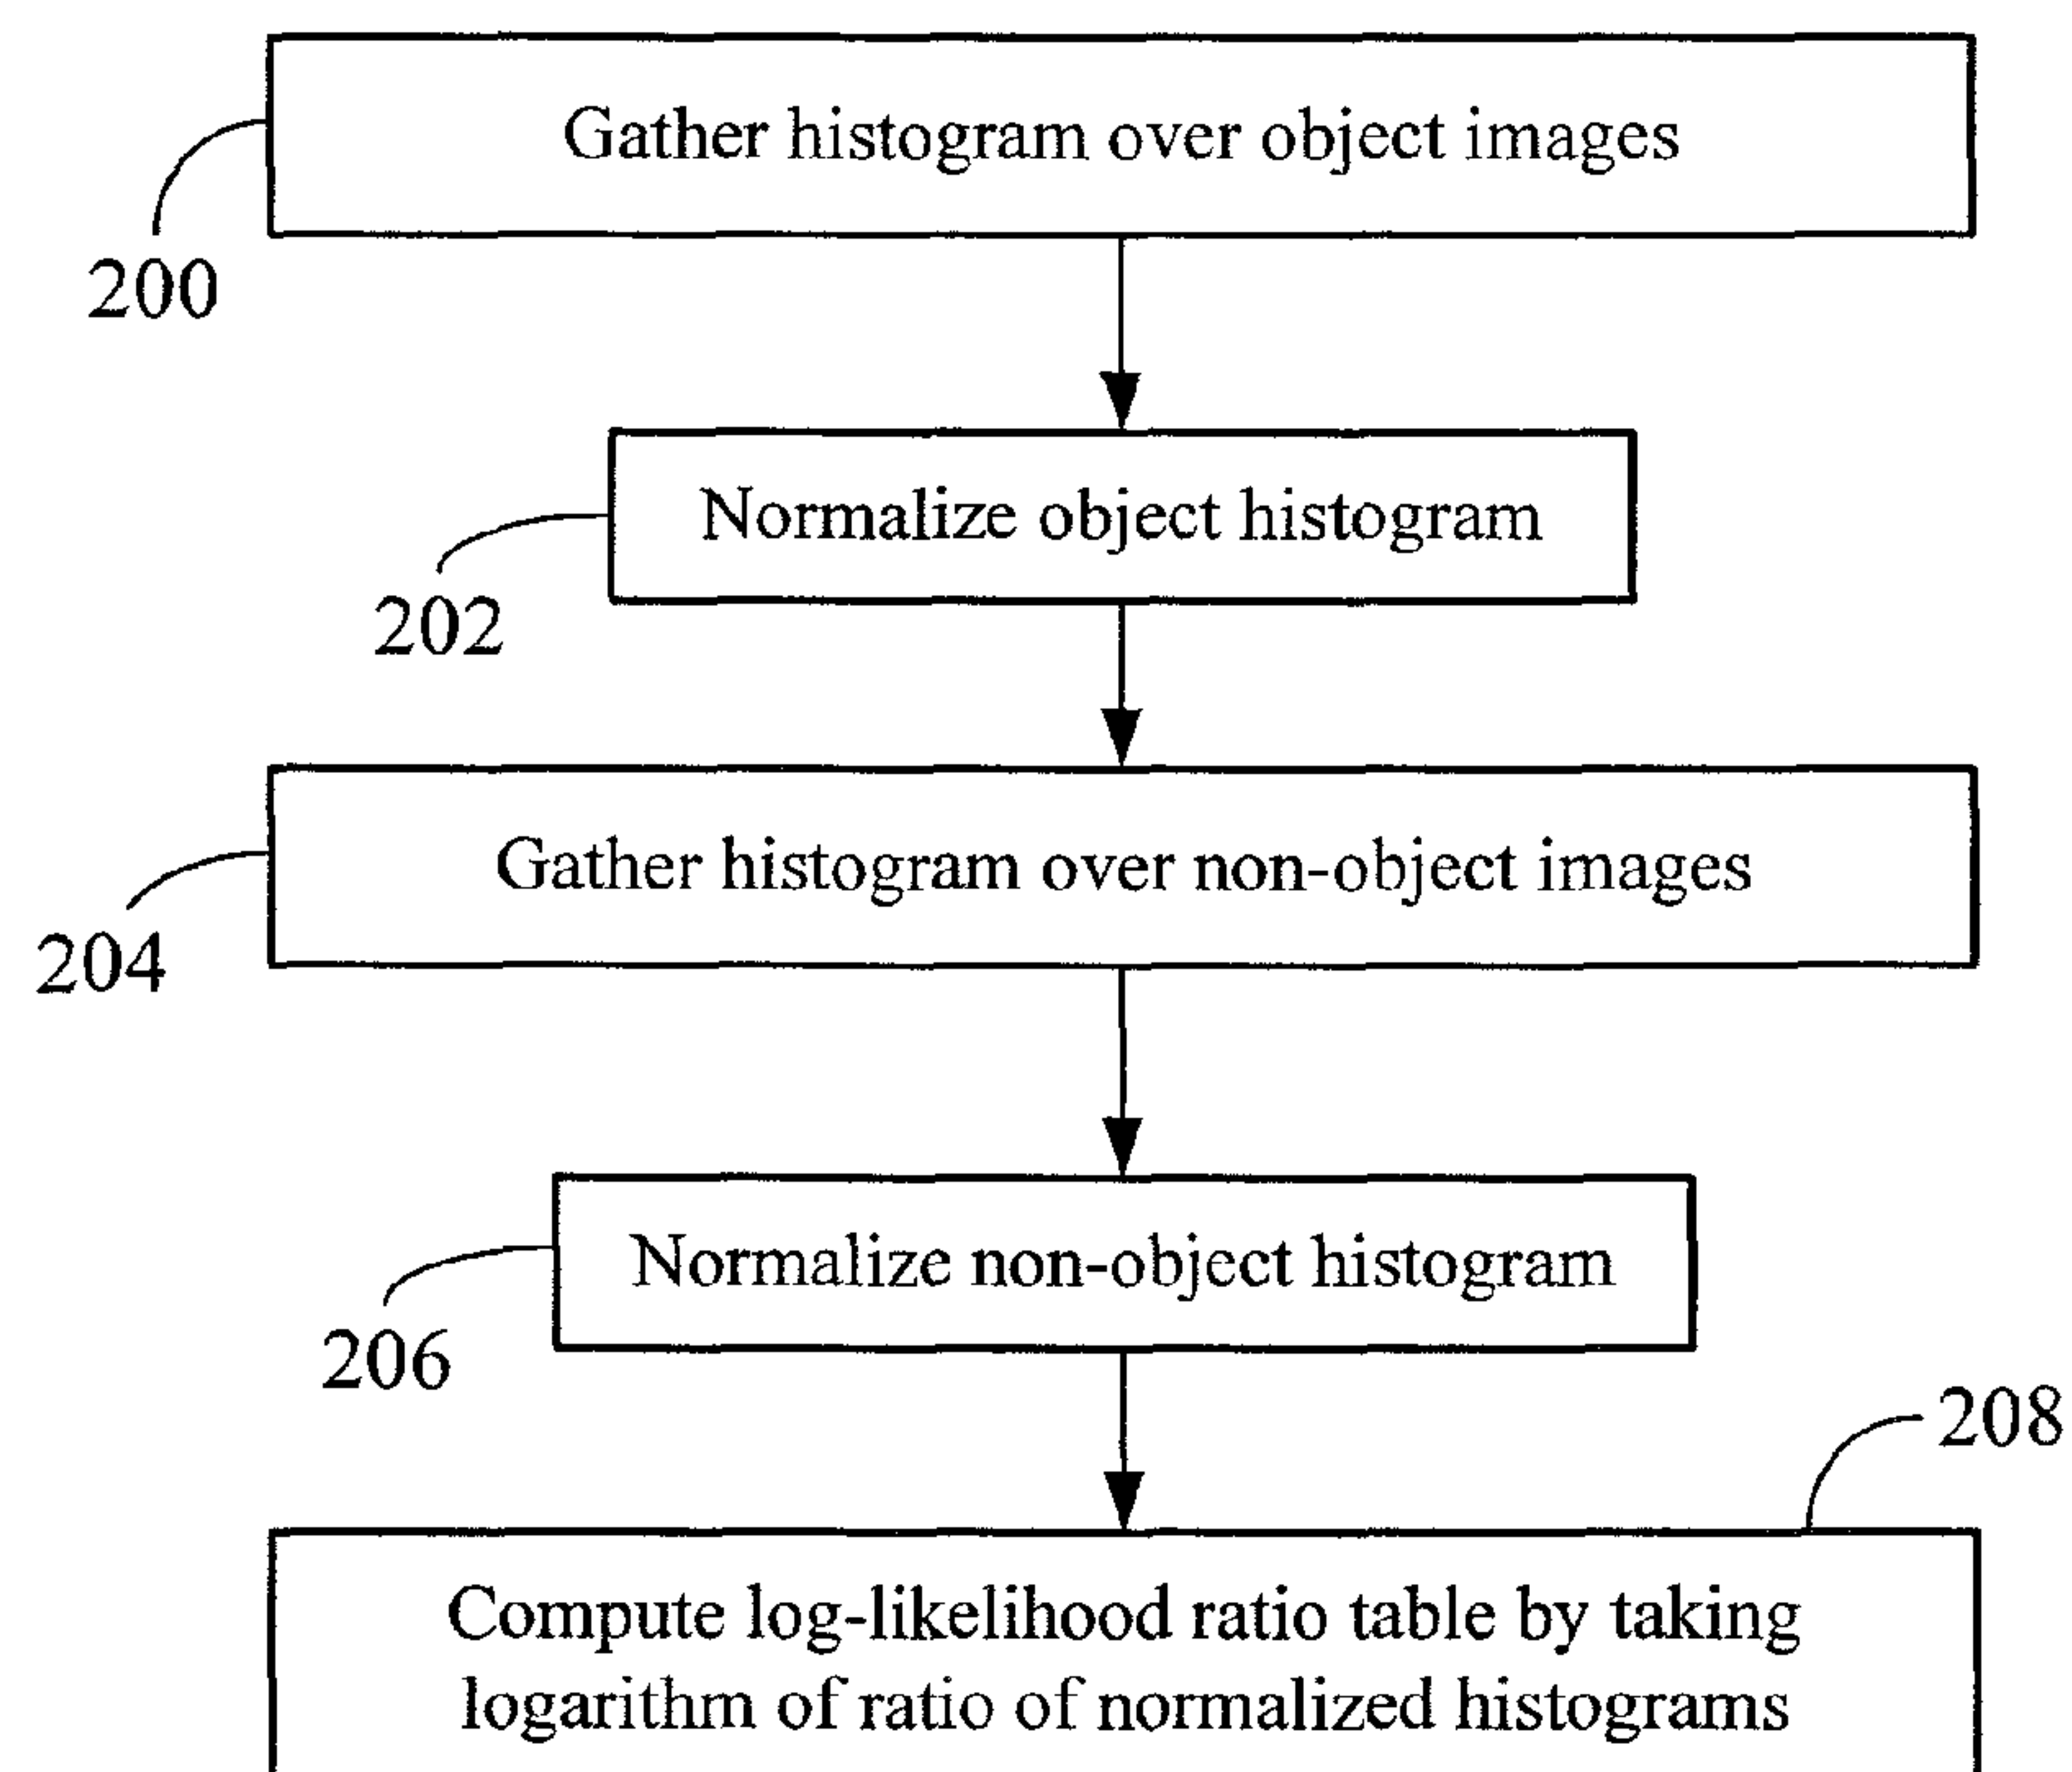 Gather histogram over object images
200
Normalize object histogram
202
Gather histogram over non-object images
204
Normalize non-object histogram
206
208
Compute log-likelihood ratio table by taking
logarithm of ratio of normalized histograms